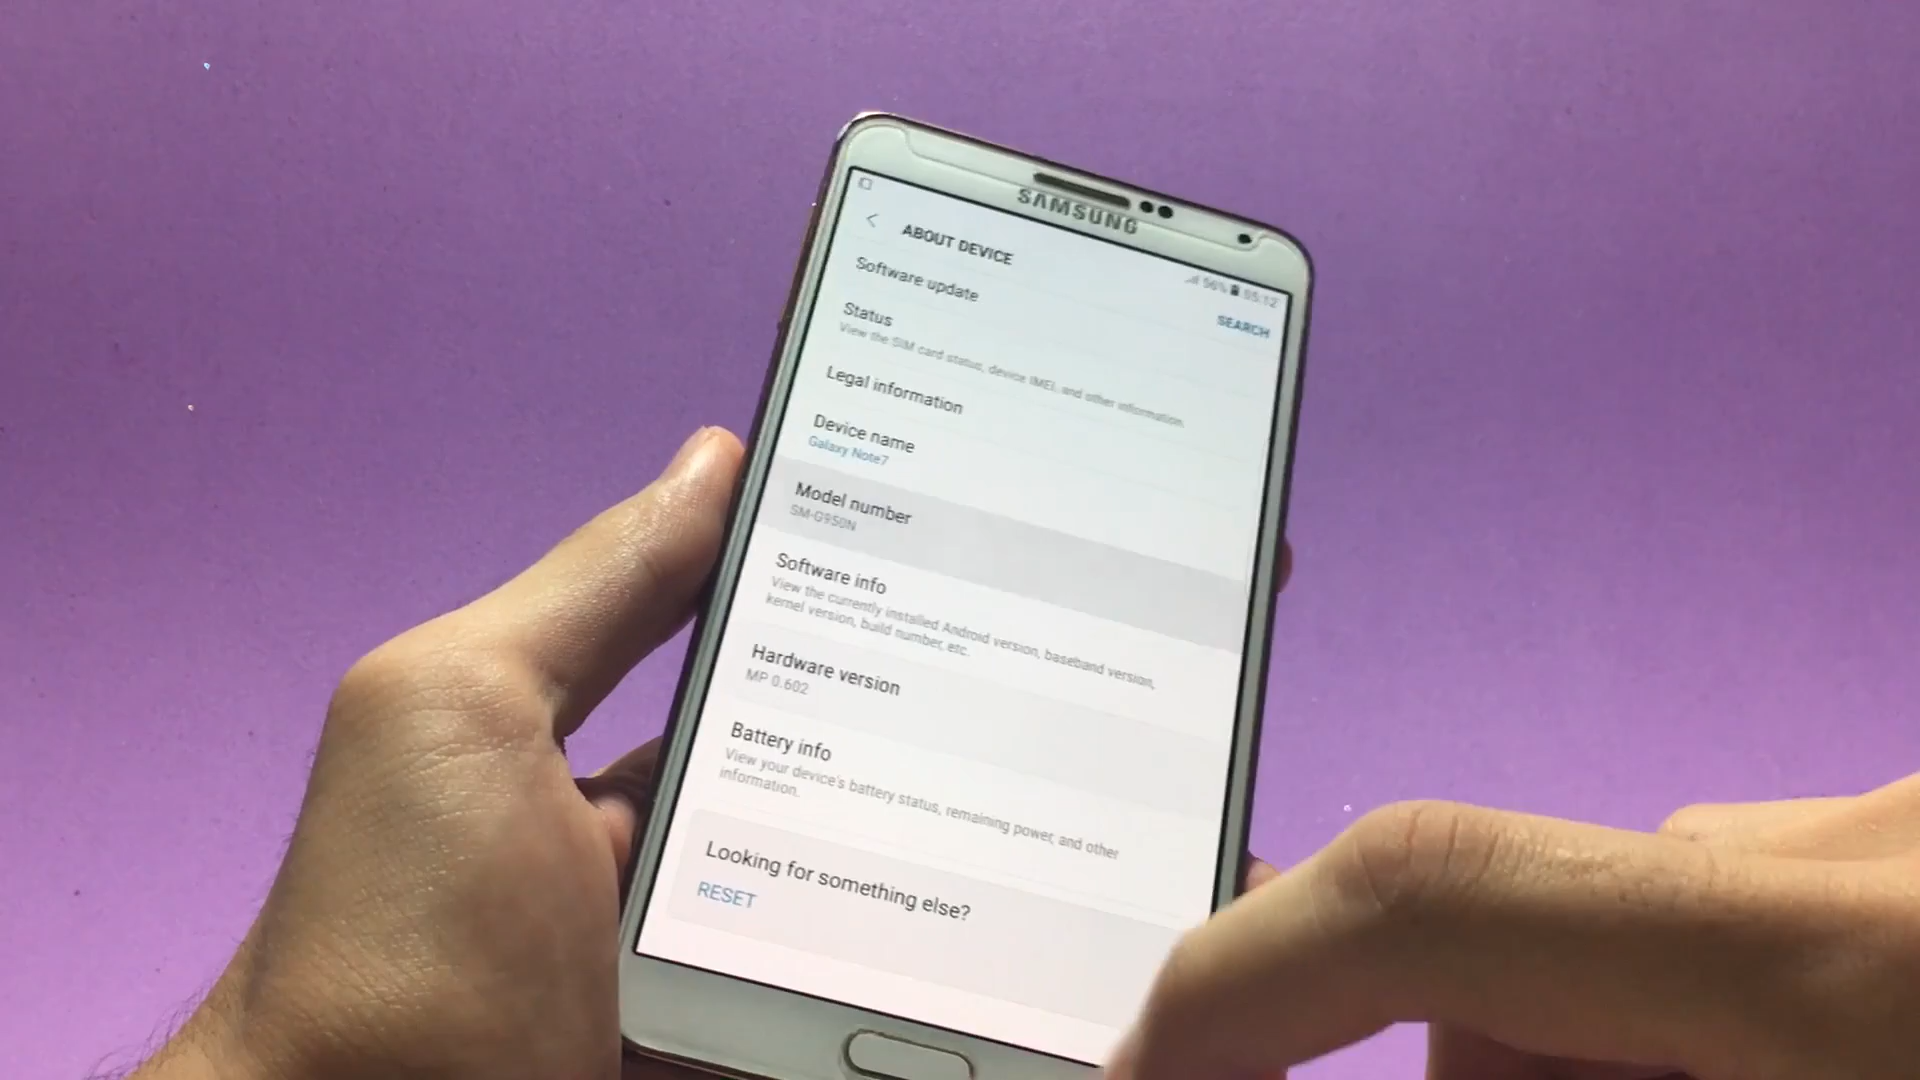 SAMSUNG
56% 05:12
ABOUT DEVICE
SEARCH
Software update
Status
View the SIM card status, device IMEI, and other information.
Legal information
Device name
Galaxy Note7
Model number
SM-G950N
Software info
View the currently installed Android version, baseband version,
kernel version, build number, etc.
Hardware version
MP 0.602
Battery info
View your device's battery status, remaining power, and other
information.
Looking for something else?
RESET